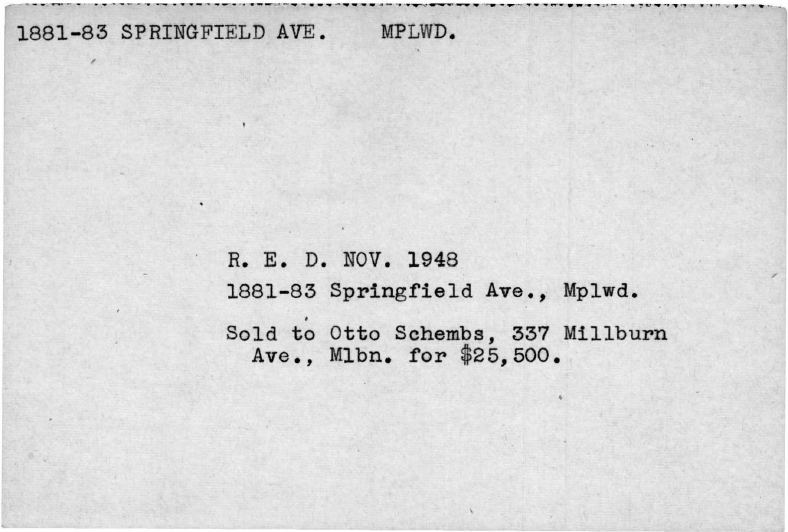 1881-83 SPRINGFIELD AVE. MPLWD.
R. E. D. NOV. 1948
1881-83 Springfield Ave., Mplwd.
Sold to Otto Schembs, 337 Millburn
Ave., Mlbn. for $25,500.